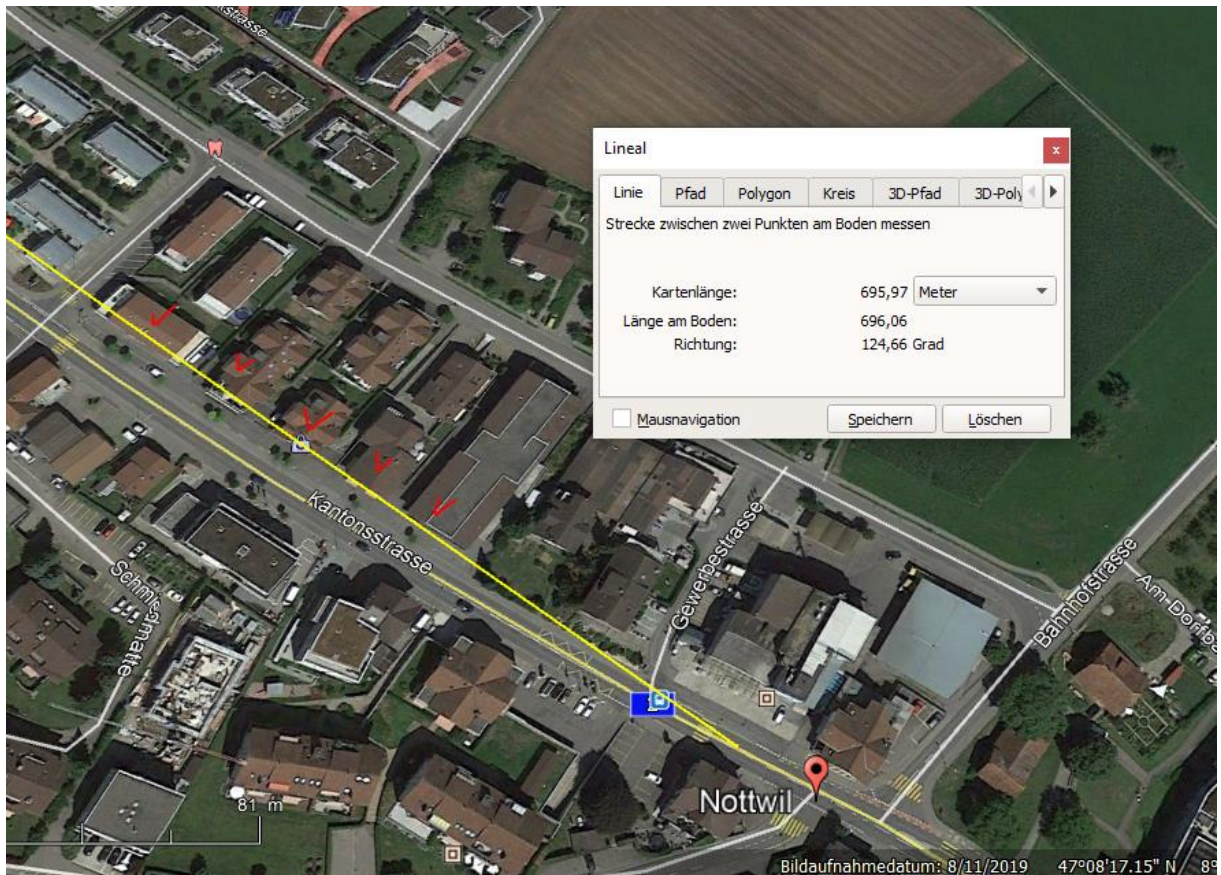 Lineal
x
Linie Pfad Polygon Kreis 3D-Pfad 3D-Poly
Strecke zwischen zwei Punkten am Boden messen
Kartenlänge: 695,97 Meter
Länge am Boden: 696,06
Richtung: 124,66 Grad
Mausnavigation Speichern Löschen
Kantonsstrasse
Gewerbestrasse
Bahnhofstrasse
Am-Dorfba
Schmiedmatte
Nottwil
81 m
Bildaufnahmedatum: 8/11/2019 47°08'17.15" N 8°